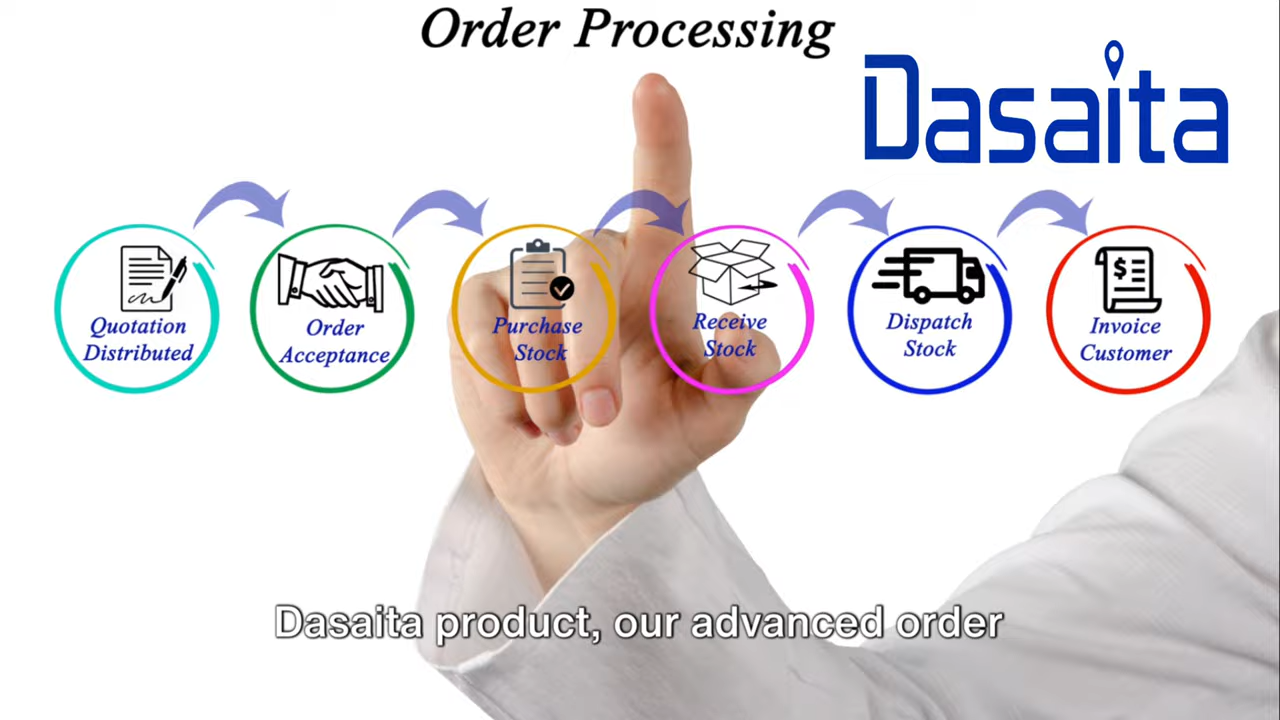 Order Processing
Dasaita
Quotation
Distributed
Order
Acceptance
Purchase
Stock
Receive
Stock
Dispatch
Stock
Invoice
Customer
$
Dasaita product, our advanced order